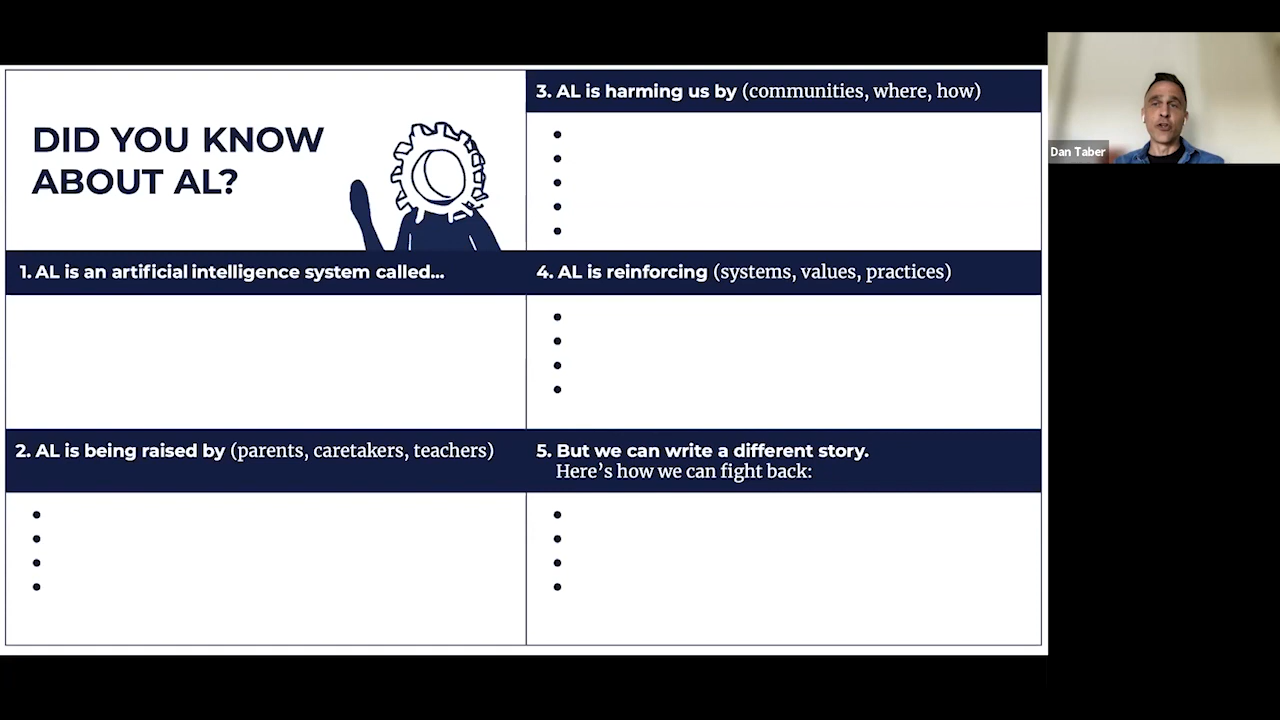 DID YOU KNOW
ABOUT AL?
1. AL is an artificial intelligence system called...
2. AL is being raised by (parents, caretakers, teachers)
3. AL is harming us by (communities, where, how)
4. AL is reinforcing (systems, values, practices)
5. But we can write a different story.
Here’s how we can fight back:
Dan Taber